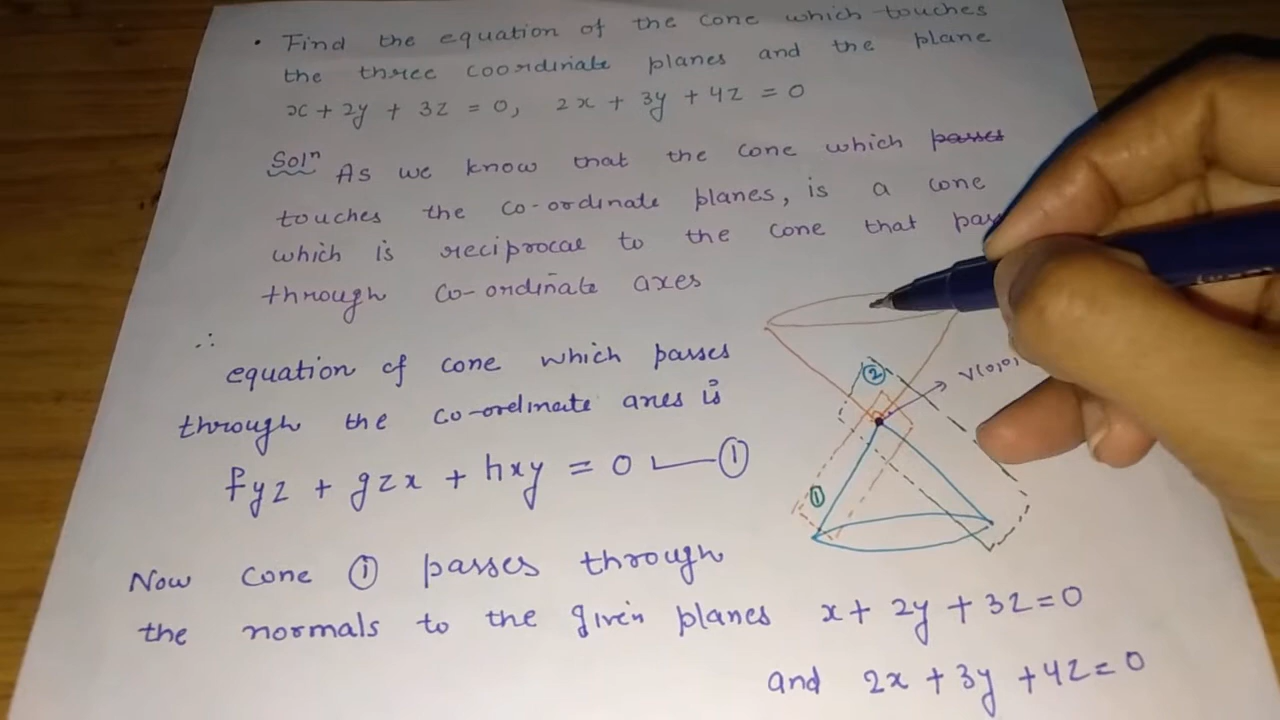 • Find the equation of the cone which touches
the three coordinate planes and the plane
x + 2y + 3z = 0, 2x + 3y + 4z = 0
Solⁿ As we know that the cone which passes
touches the co-ordinate planes, is a cone
which is reciprocal to the cone that
through co-ordinate axes
∴
equation of cone which passes
through the co-ordinate axes is
fyz + gzx + hxy = 0 ①
②
V(0,0,
①
Now cone ① passes through
the normals to the given planes x + 2y + 3z = 0
and 2x + 3y + 4z = 0